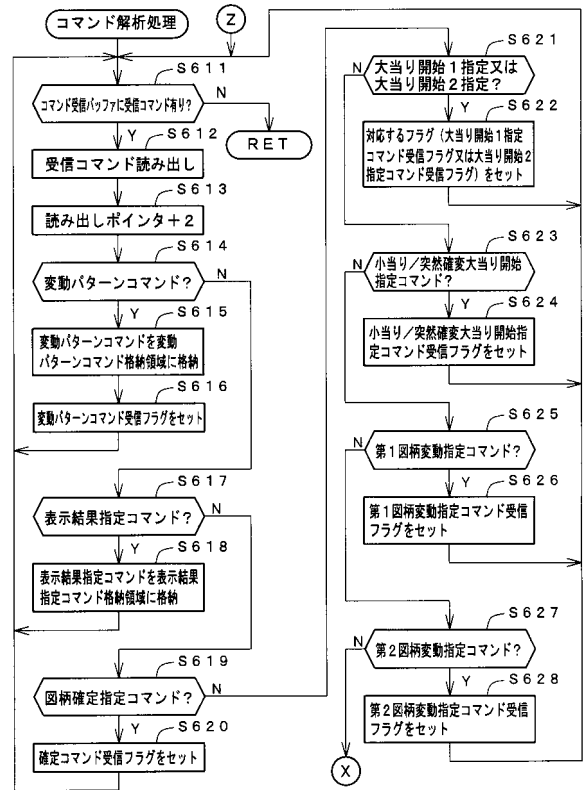 コマンド解析処理
Z
S611
コマンド受信バッファに受信コマンド有り?
N
Y
RET
S612
受信コマンド読み出し
S613
読み出しポインタ+2
S614
変動パターンコマンド?
N
Y
S615
変動パターンコマンドを変動
パターンコマンド格納領域に格納
S616
変動パターンコマンド受信フラグをセット
S617
表示結果指定コマンド?
N
Y
S618
表示結果指定コマンドを表示結果
指定コマンド格納領域に格納
S619
図柄確定指定コマンド?
N
Y
S620
確定コマンド受信フラグをセット
S621
N
大当り開始1指定又は
大当り開始2指定?
Y
S622
対応するフラグ(大当り開始1指定
コマンド受信フラグ又は大当り開始2
指定コマンド受信フラグ)をセット
S623
N
小当り/突然確変大当り開始
指定コマンド?
Y
S624
小当り/突然確変大当り開始指
定コマンド受信フラグをセット
S625
N
第1図柄変動指定コマンド?
Y
S626
第1図柄変動指定コマンド受信
フラグをセット
S627
N
第2図柄変動指定コマンド?
Y
S628
第2図柄変動指定コマンド受信
フラグをセット
X